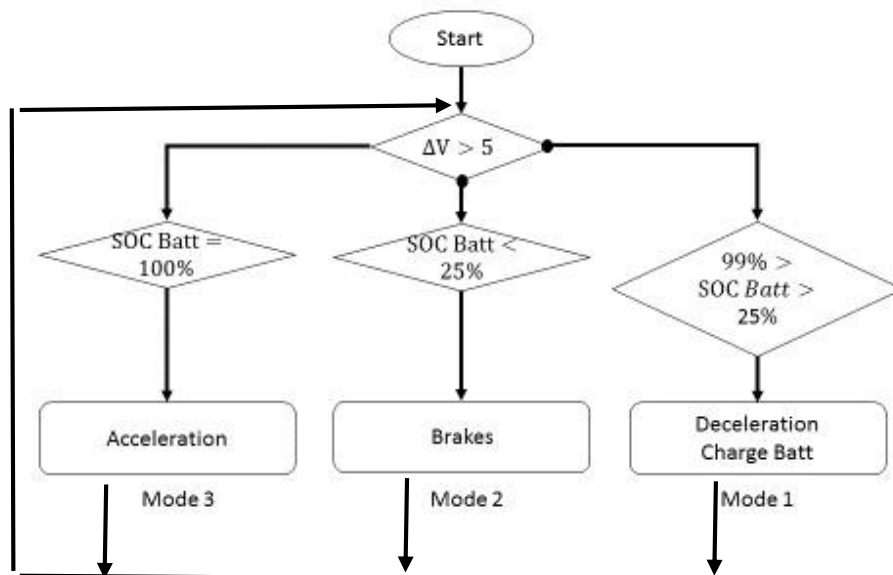 Start
ΔV > 5
SOC Batt =
100%
SOC Batt <
25%
99% >
SOC Batt >
25%
Acceleration
Brakes
Deceleration
Charge Batt
Mode 3
Mode 2
Mode 1